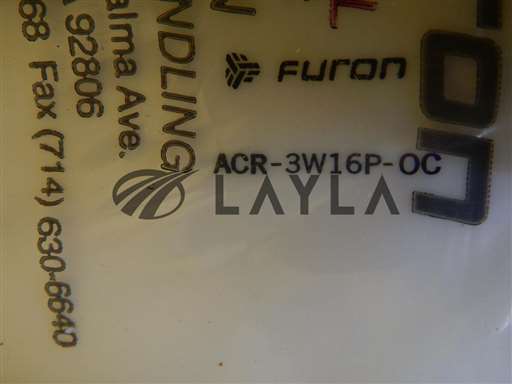 FURON
ACR-3W16P-OC
LAYLA
NDLING
alma Ave.
A 92806
68 Fax (714) 630-6640